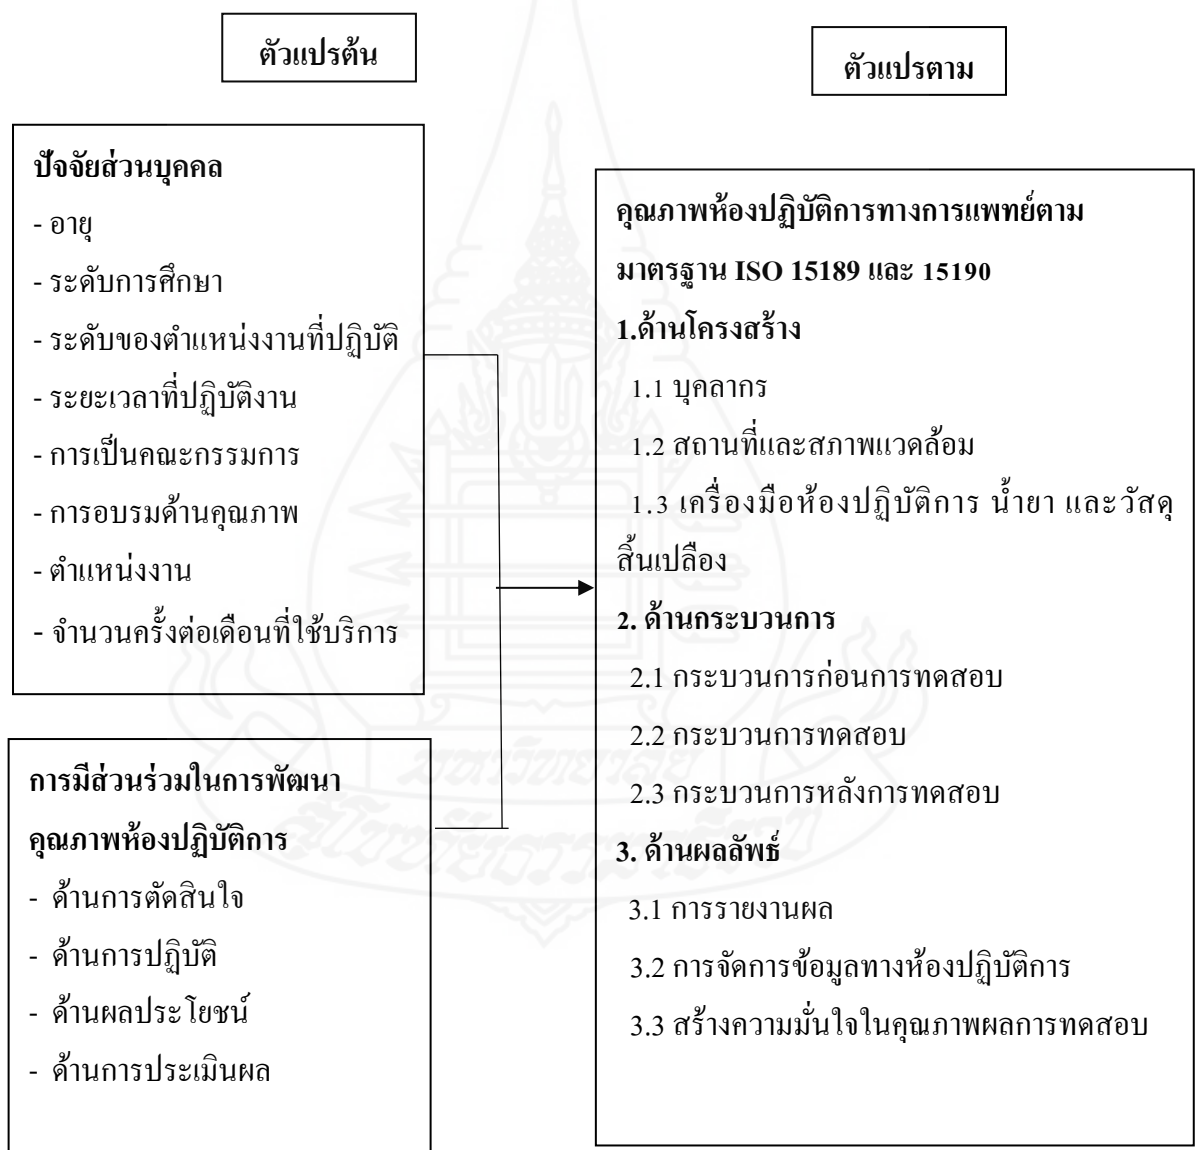 ตัวแปรต้น
ตัวแปรตาม
ปัจจัยส่วนบุคคล
- อายุ
- ระดับการศึกษา
- ระดับของตำแหน่งงานที่ปฏิบัติ
- ระยะเวลาที่ปฏิบัติงาน
- การเป็นคณะกรรมการ
- การอบรมด้านคุณภาพ
- ตำแหน่งงาน
- จำนวนครั้งต่อเดือนที่ใช้บริการ
การมีส่วนร่วมในการพัฒนา
คุณภาพห้องปฏิบัติการ
- ด้านการตัดสินใจ
- ด้านการปฏิบัติ
- ด้านผลประโยชน์
- ด้านการประเมินผล
คุณภาพห้องปฏิบัติการทางการแพทย์ตาม
มาตรฐาน ISO 15189 และ 15190
1.ด้านโครงสร้าง
1.1 บุคลากร
1.2 สถานที่และสภาพแวดล้อม
1.3 เครื่องมือห้องปฏิบัติการ น้ำยา และวัสดุ
สิ้นเปลือง
2. ด้านกระบวนการ
2.1 กระบวนการก่อนการทดสอบ
2.2 กระบวนการทดสอบ
2.3 กระบวนการหลังการทดสอบ
3. ด้านผลลัพธ์
3.1 การรายงานผล
3.2 การจัดการข้อมูลทางห้องปฏิบัติการ
3.3 สร้างความมั่นใจในคุณภาพผลการทดสอบ
มหาวิทยาลัย
สุโขทัยธรรมาธิราช